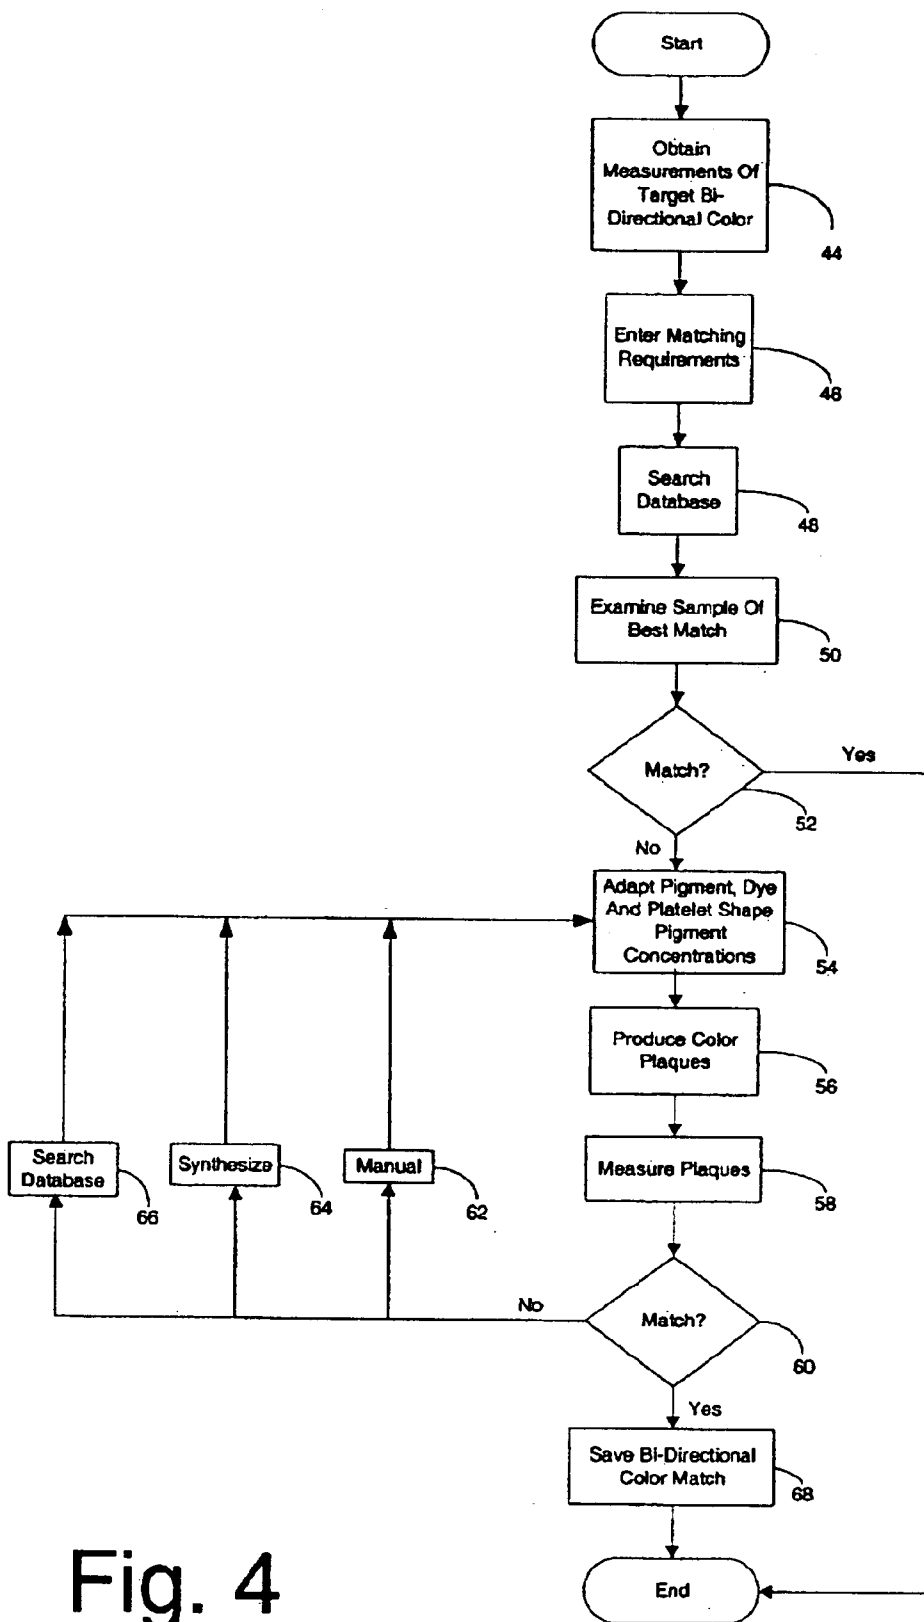 Start
Obtain
Measurements Of
Target Bi-
Directional Color
44
Enter Matching
Requirements
48
Search
Database
48
Examine Sample Of
Best Match
50
Match?
Yes
52
No
Adapt Pigment, Dye
And Platelet Shape
Pigment
Concentrations
54
Produce Color
Plaques
56
Search
Database
66
Synthesize
64
Manual
62
Measure Plaques
58
No
Match?
60
Yes
Save Bi-Directional
Color Match
68
End
Fig. 4